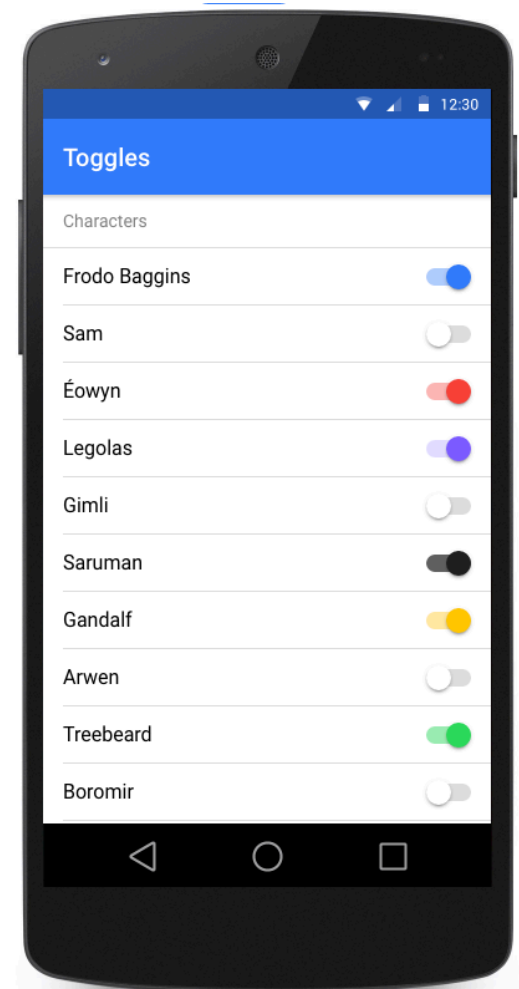 12:30
Toggles
Characters
Frodo Baggins
Sam
Éowyn
Legolas
Gimli
Saruman
Gandalf
Arwen
Treebeard
Boromir